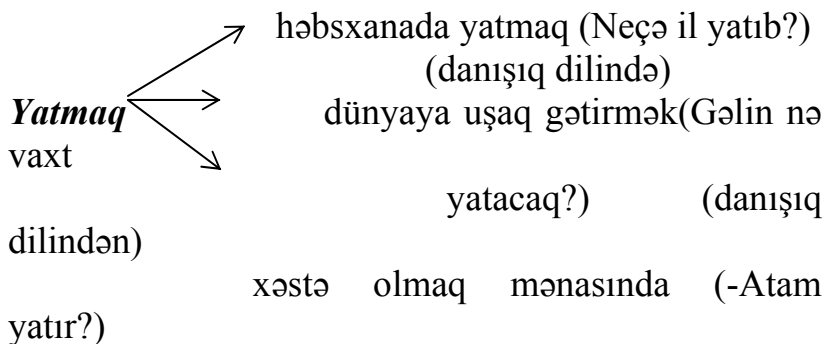 həbsxanada yatmaq (Neçə il yatıb?)
(danışıq dilində)
Yatmaq dünyaya uşaq gətirmək(Gəlin nə
vaxt
yatacaq?) (danışıq
dilindən)
xəstə olmaq mənasında (-Atam
yatır?)